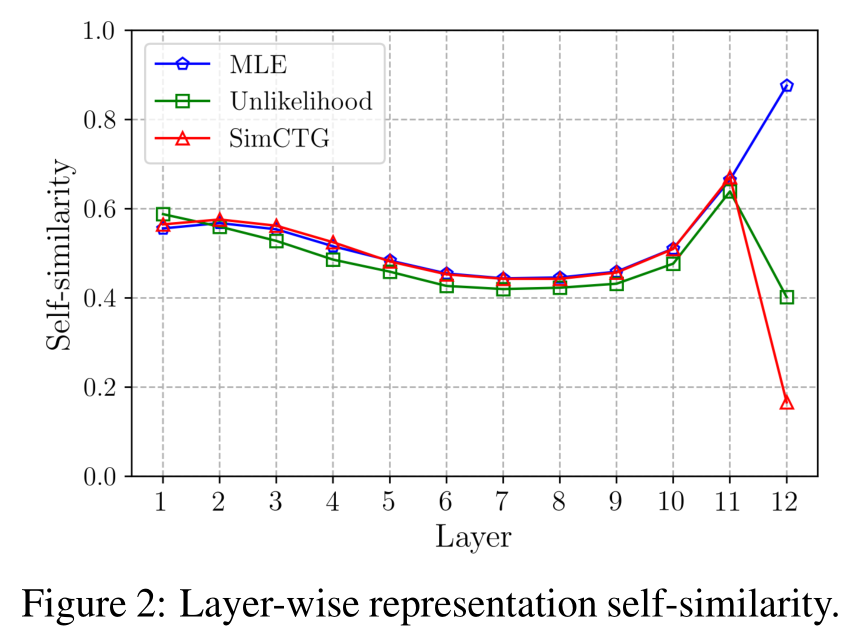 1.0
0.8
0.6
0.4
0.2
0.0
Self-similarity
MLE
Unlikelihood
SimCTG
1 2 3 4 5 6 7 8 9 10 11 12
Layer
Figure 2: Layer-wise representation self-similarity.